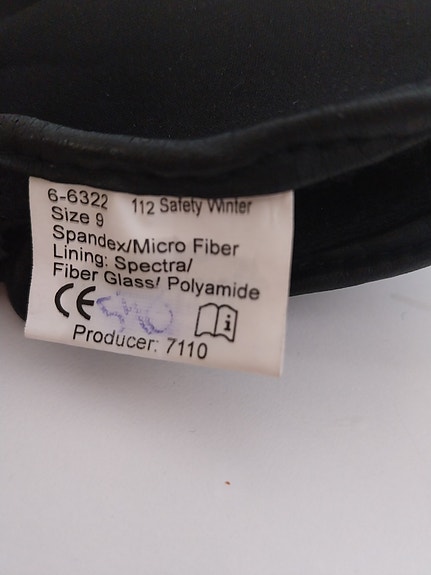 6-6322 112 Safety Winter
Size 9
Spandex/Micro Fiber
Lining: Spectra/
Fiber Glass/ Polyamide
CE
Producer: 7110